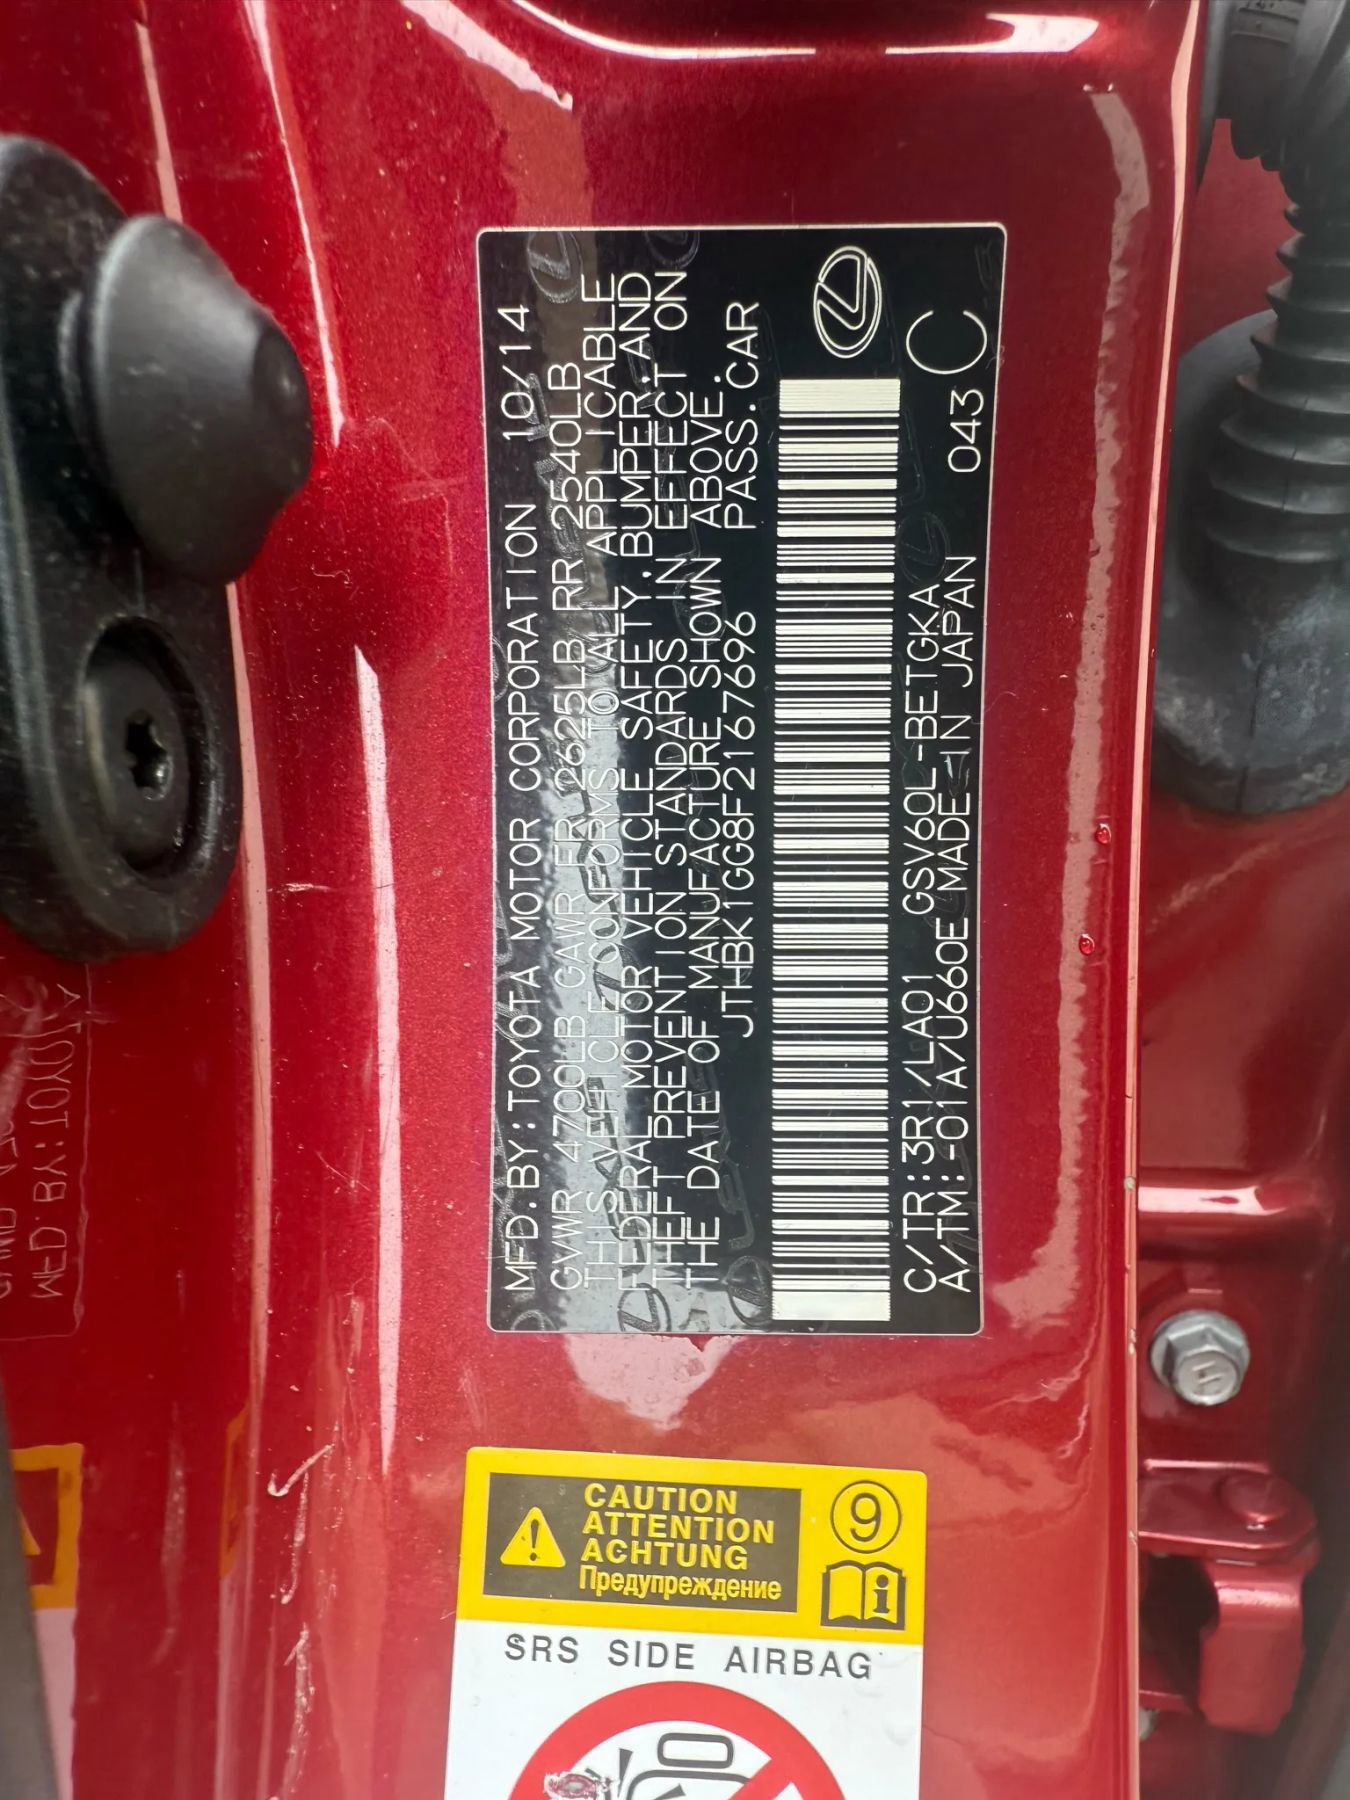 MFD.BY:TOYOTA MOTOR CORPORATION 10/14
GVWR 4700LB GAWR FR 2625LB RR 2540LB
THIS VEHICLE CONFORMS TO ALL APPLICABLE
FEDERAL MOTOR VEHICLE SAFETY,BUMPER,AND
THEFT PREVENTION STANDARDS IN EFFECT ON
THE DATE OF MANUFACTURE SHOWN ABOVE.
JTHBK1GG8F2167696 PASS.CAR
C/TR:3R1/LA01 GSV60L-BETGKA 043 C
A/TM:-01A/U660E MADE IN JAPAN
CAUTION
ATTENTION
ACHTUNG
Предупреждение
9
SRS SIDE AIRBAG